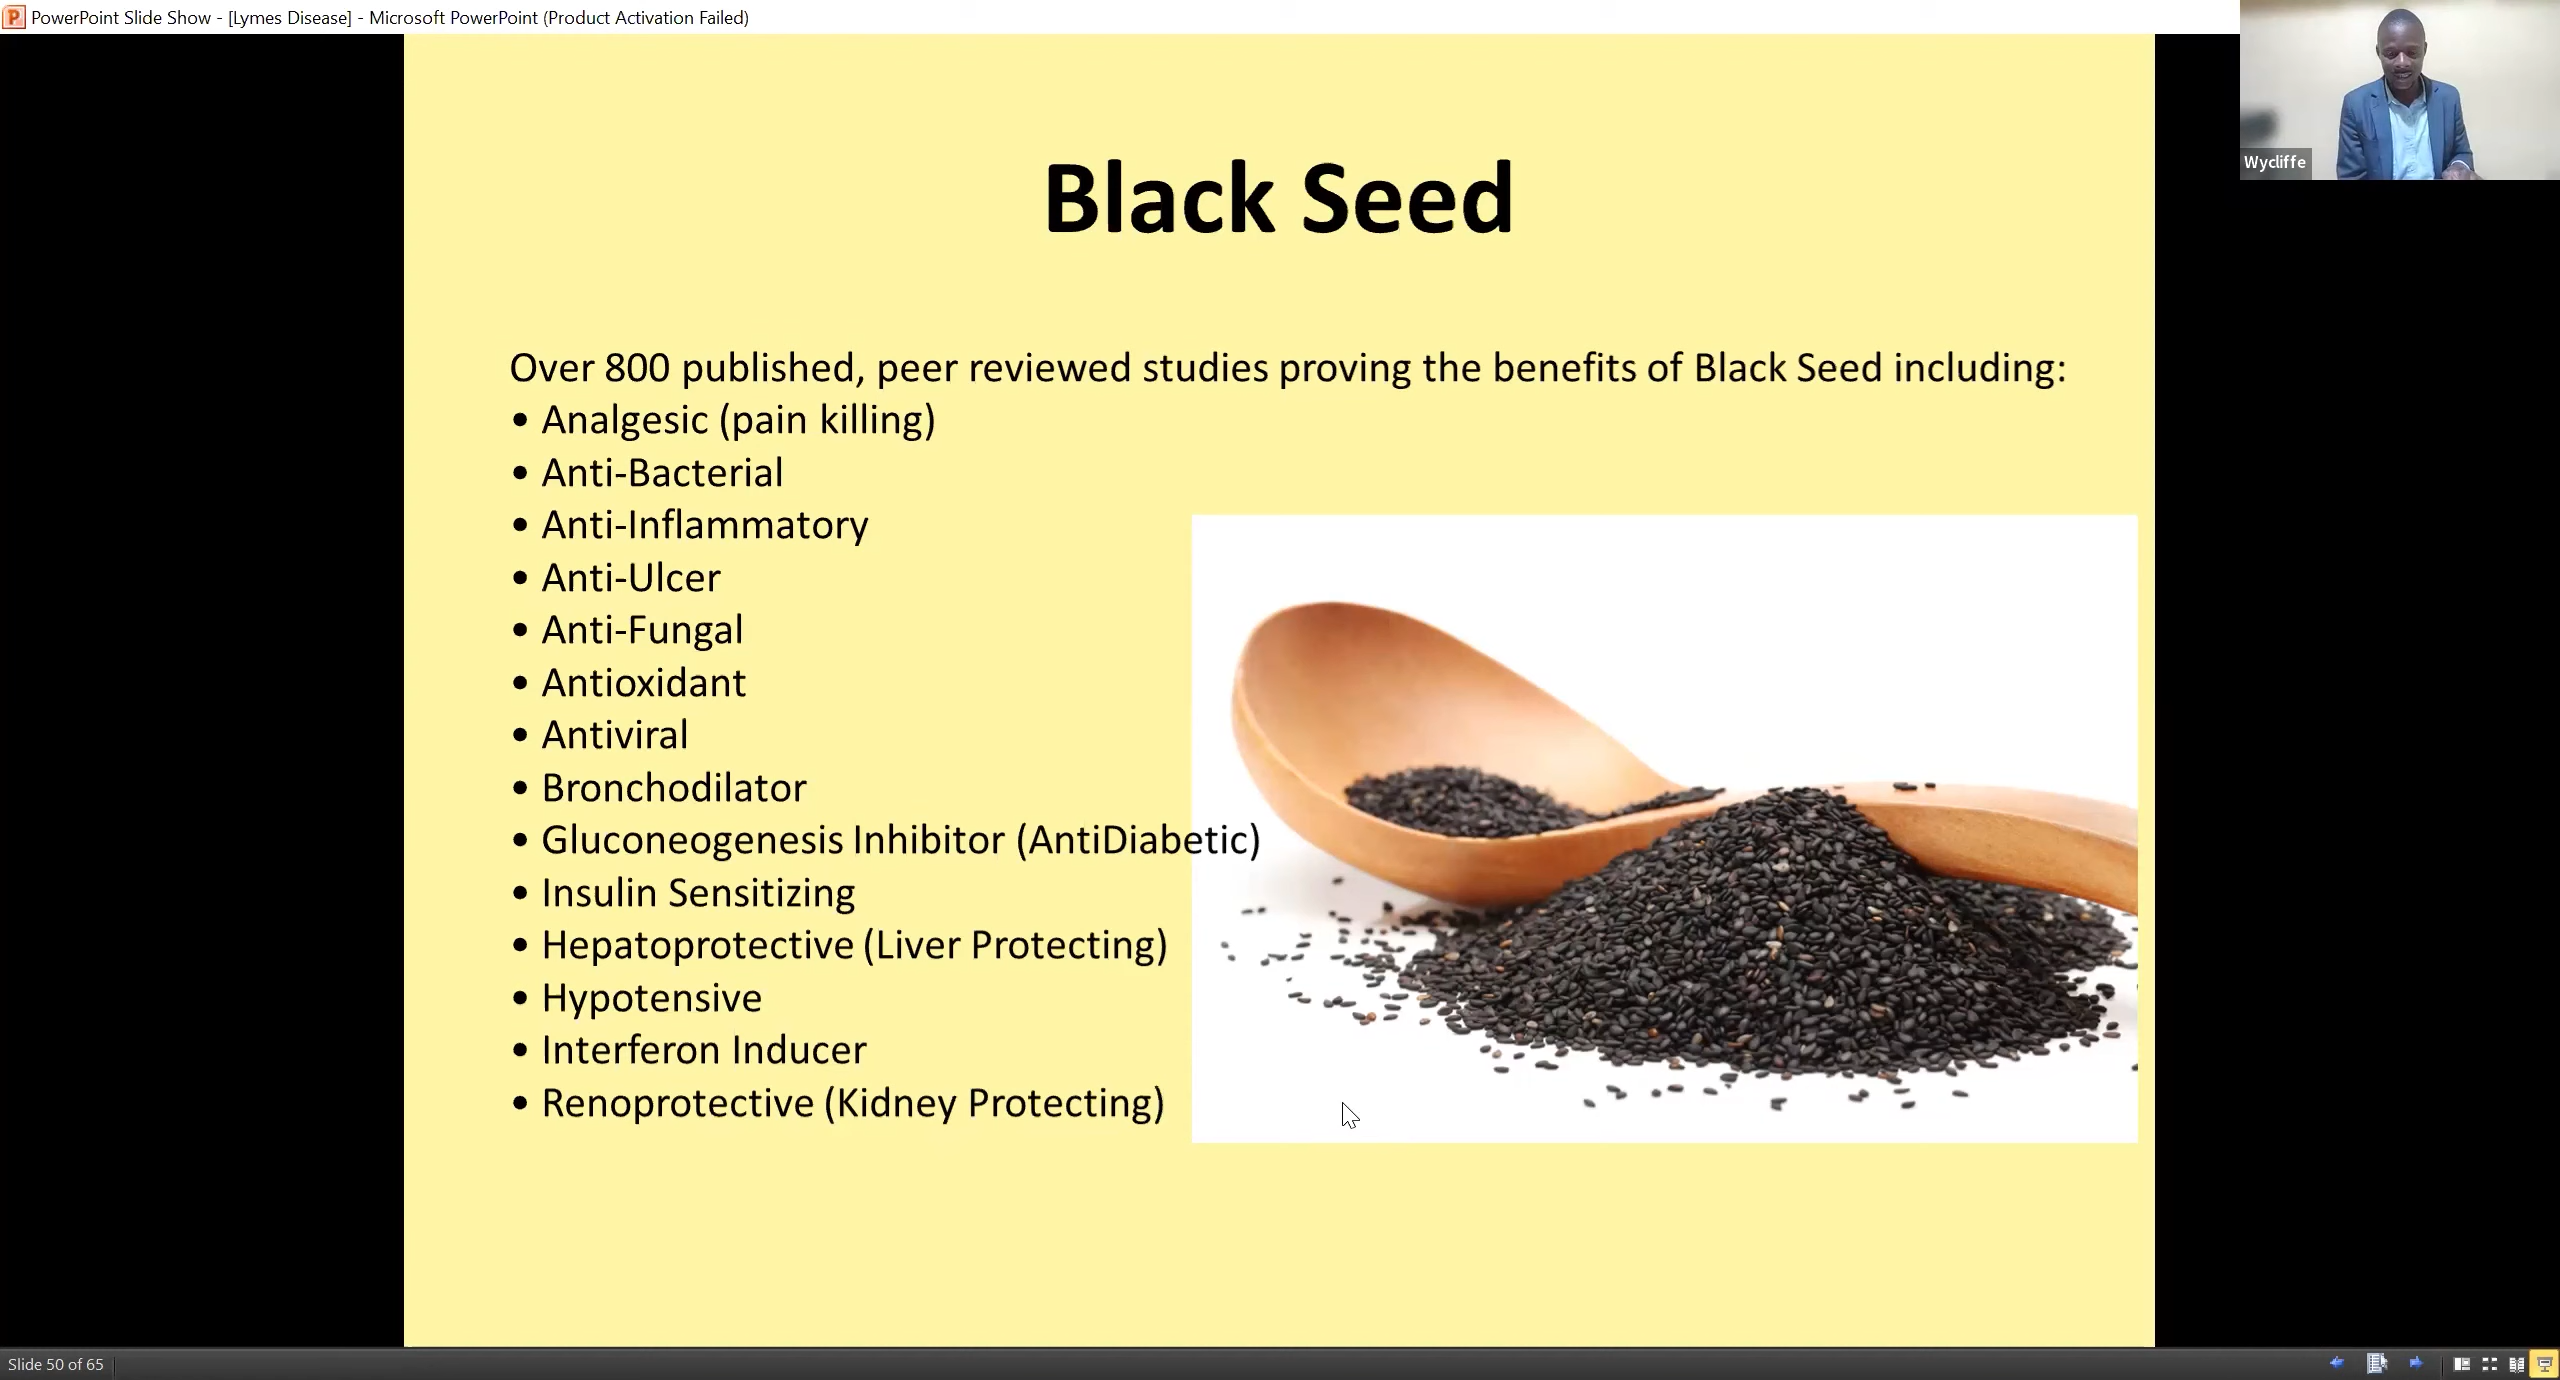 PowerPoint Slide Show - [Lymes Disease] - Microsoft PowerPoint (Product Activation Failed)
Wycliffe
Black Seed
Over 800 published, peer reviewed studies proving the benefits of Black Seed including:
• Analgesic (pain killing)
• Anti-Bacterial
• Anti-Inflammatory
• Anti-Ulcer
• Anti-Fungal
• Antioxidant
• Antiviral
• Bronchodilator
• Gluconeogenesis Inhibitor (AntiDiabetic)
• Insulin Sensitizing
• Hepatoprotective (Liver Protecting)
• Hypotensive
• Interferon Inducer
• Renoprotective (Kidney Protecting)
Slide 50 of 65